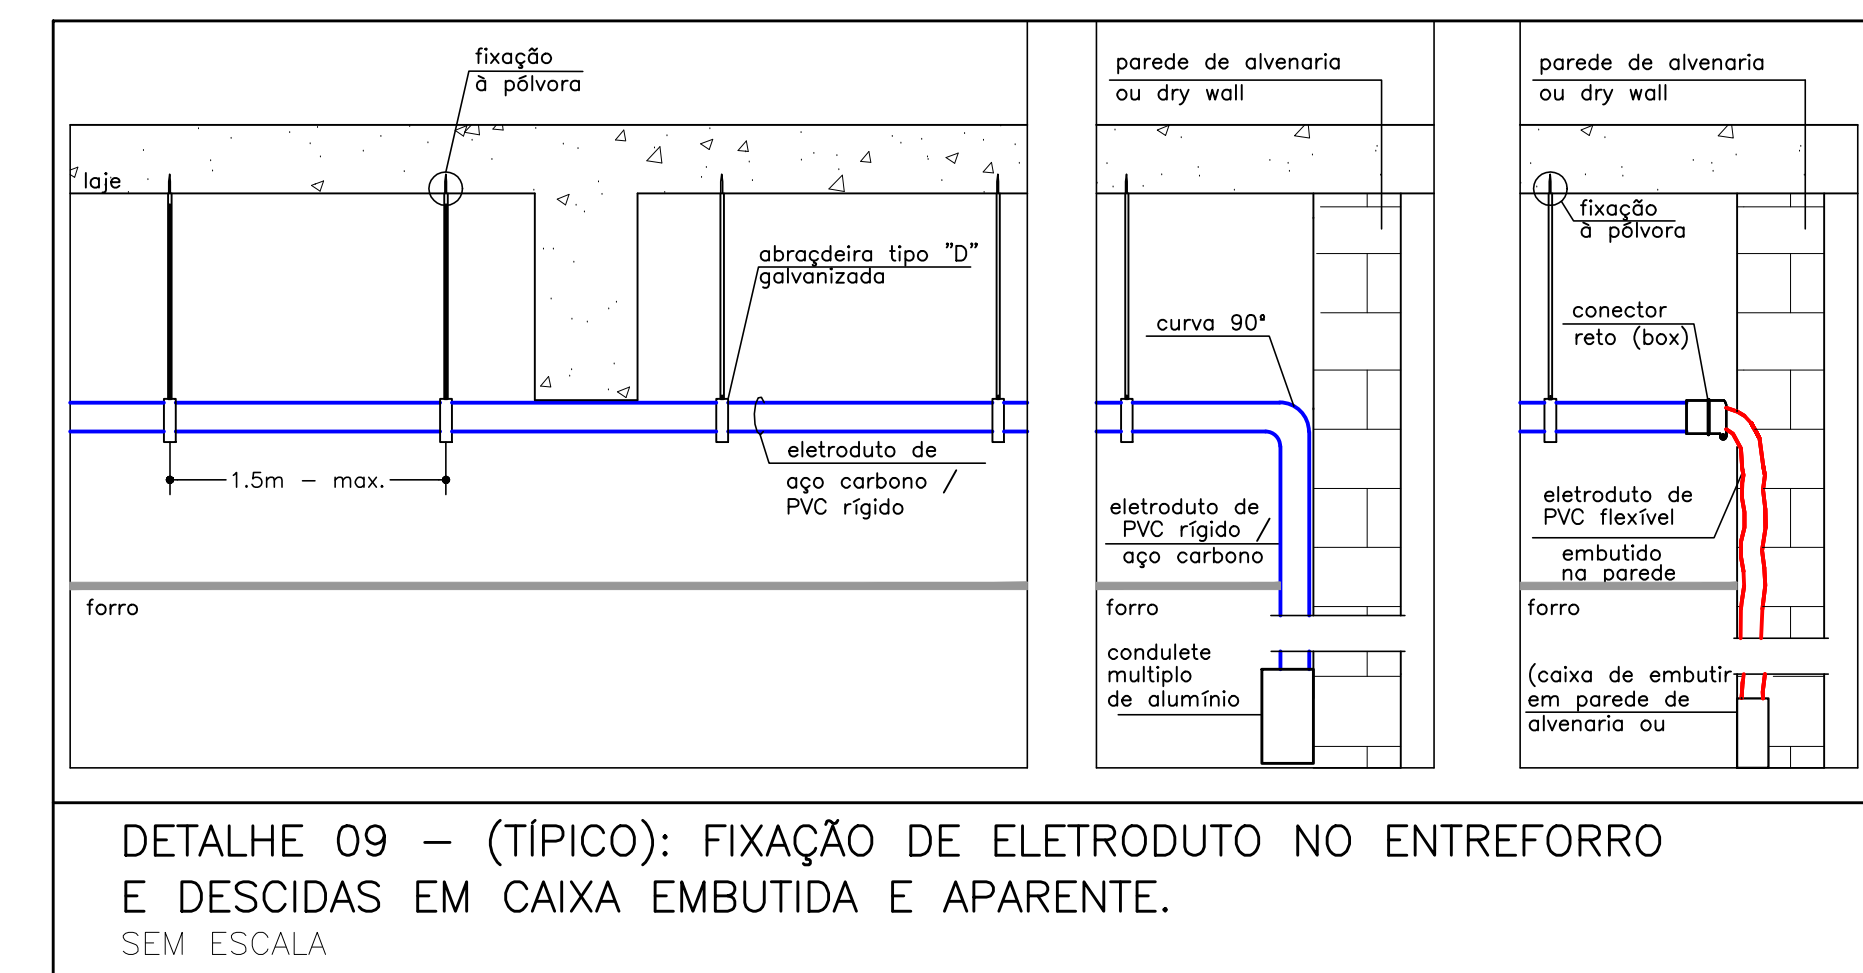 fixação
à pólvora
laje
abraçdeira tipo "D"
galvanizada
eletroduto de
aço carbono /
PVC rígido
1.5m - max.
forro
parede de alvenaria
ou dry wall
curva 90ª
eletroduto de
PVC rígido /
aço carbono
forro
condulete
multiplo
de alumínio
parede de alvenaria
ou dry wall
fixação
à pólvora
conector
reto (box)
eletroduto de
PVC flexível
embutido
na parede
forro
(caixa de embutir
em parede de
alvenaria ou
DETALHE 09 - (TÍPICO): FIXAÇÃO DE ELETRODUTO NO ENTREFORRO
E DESCIDAS EM CAIXA EMBUTIDA E APARENTE.
SEM ESCALA